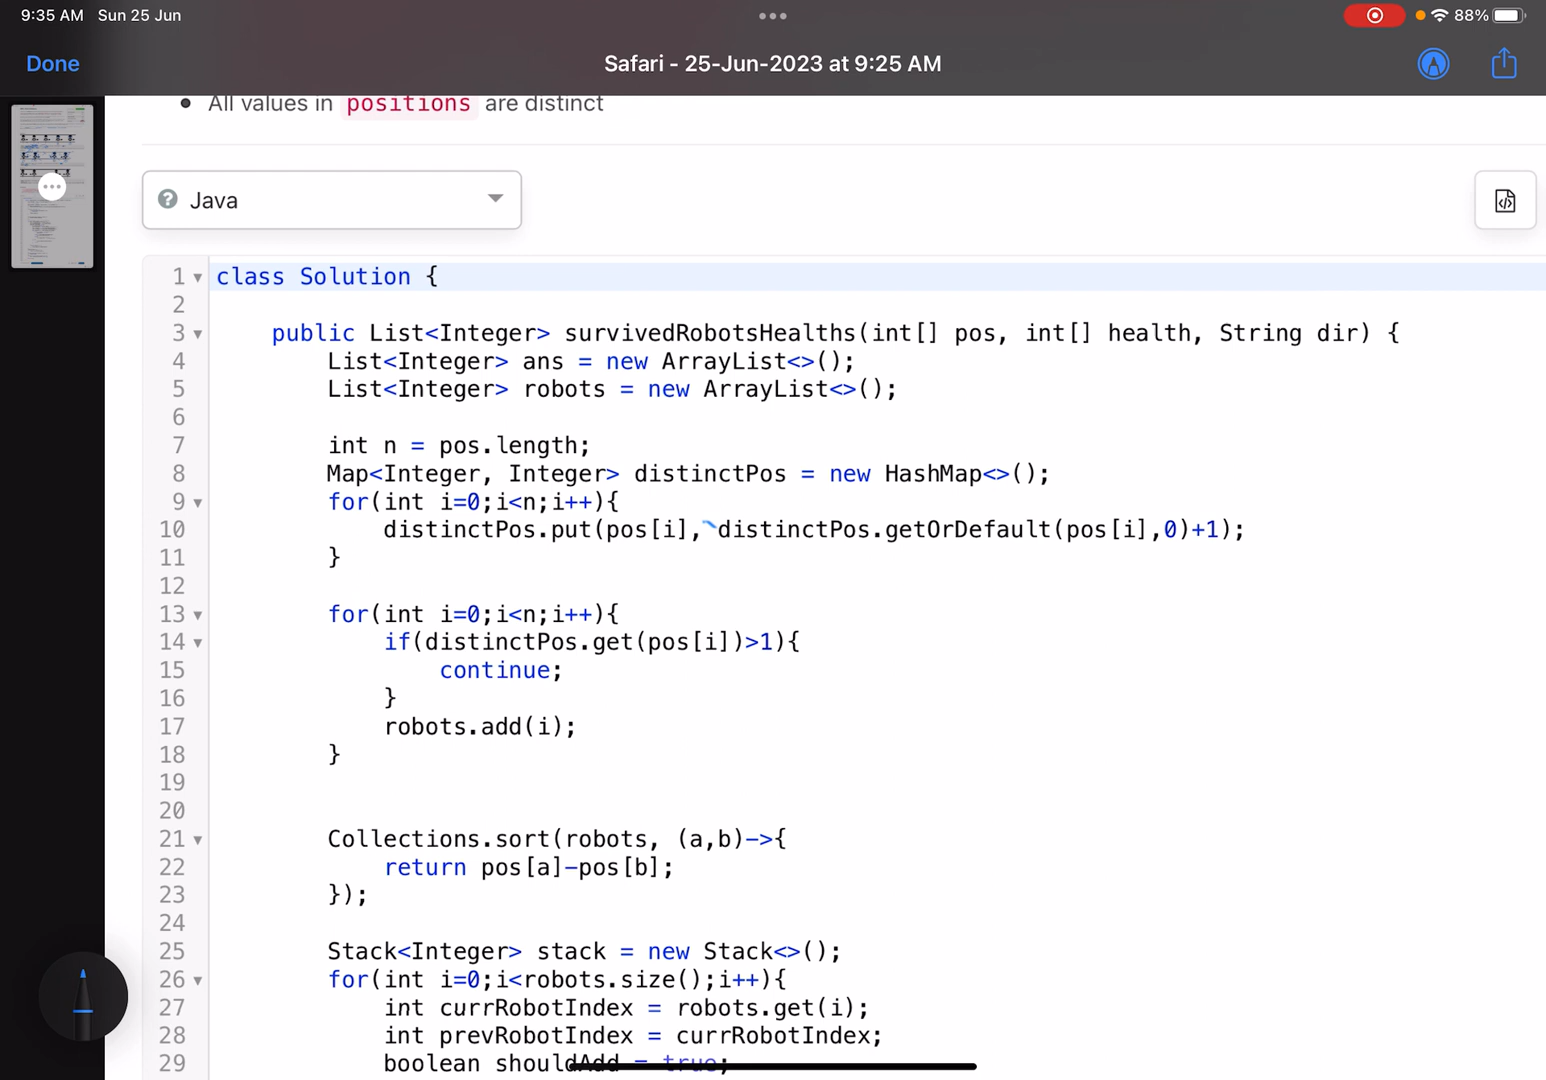 9:35 AM Sun 25 Jun
88%
Done
Safari - 25-Jun-2023 at 9:25 AM
All values in positions are distinct
Java
1 class Solution {
2
3 public List<Integer> survivedRobotsHealths(int[] pos, int[] health, String dir) {
4 List<Integer> ans = new ArrayList<>();
5 List<Integer> robots = new ArrayList<>();
6
7 int n = pos.length;
8 Map<Integer, Integer> distinctPos = new HashMap<>();
9 for(int i=0;i<n;i++){
10 distinctPos.put(pos[i], distinctPos.getOrDefault(pos[i],0)+1);
11 }
12
13 for(int i=0;i<n;i++){
14 if(distinctPos.get(pos[i])>1){
15 continue;
16 }
17 robots.add(i);
18 }
19
20
21 Collections.sort(robots, (a,b)->{
22 return pos[a]-pos[b];
23 });
24
25 Stack<Integer> stack = new Stack<>();
26 for(int i=0;i<robots.size();i++){
27 int currRobotIndex = robots.get(i);
28 int prevRobotIndex = currRobotIndex;
29 boolean shouldAdd = true;